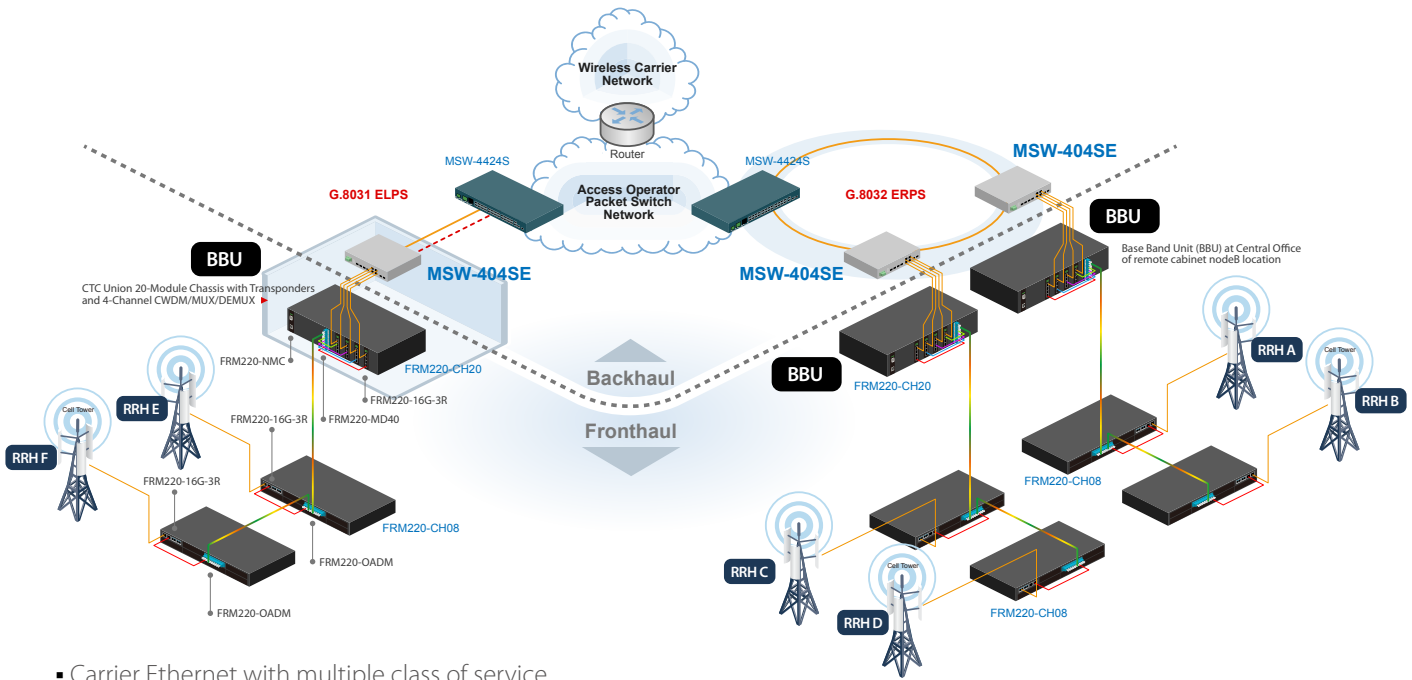 Wireless Carrier
Network
Router
MSW-4424S
MSW-4424S
MSW-404SE
G.8031 ELPS
Access Operator
Packet Switch
Network
G.8032 ERPS
BBU
BBU
MSW-404SE
MSW-404SE
Base Band Unit (BBU) at Central Office
of remote cabinet nodeB location
CTC Union 20-Module Chassis with Transponders
and 4-Channel CWDM/MUX/DEMUX
FRM220-NMC
FRM220-CH20
Backhaul
BBU
FRM220-CH20
RRH A
Cell Tower
RRH B
FRM220-16G-3R
RRH E
Cell Tower
FRM220-16G-3R
FRM220-MD40
Fronthaul
RRH F
FRM220-16G-3R
FRM220-CH08
FRM220-CH08
FRM220-OADM
RRH C
Cell Tower
FRM220-OADM
FRM220-CH08
RRH D
▪ Carrier Ethernet with multiple class of service